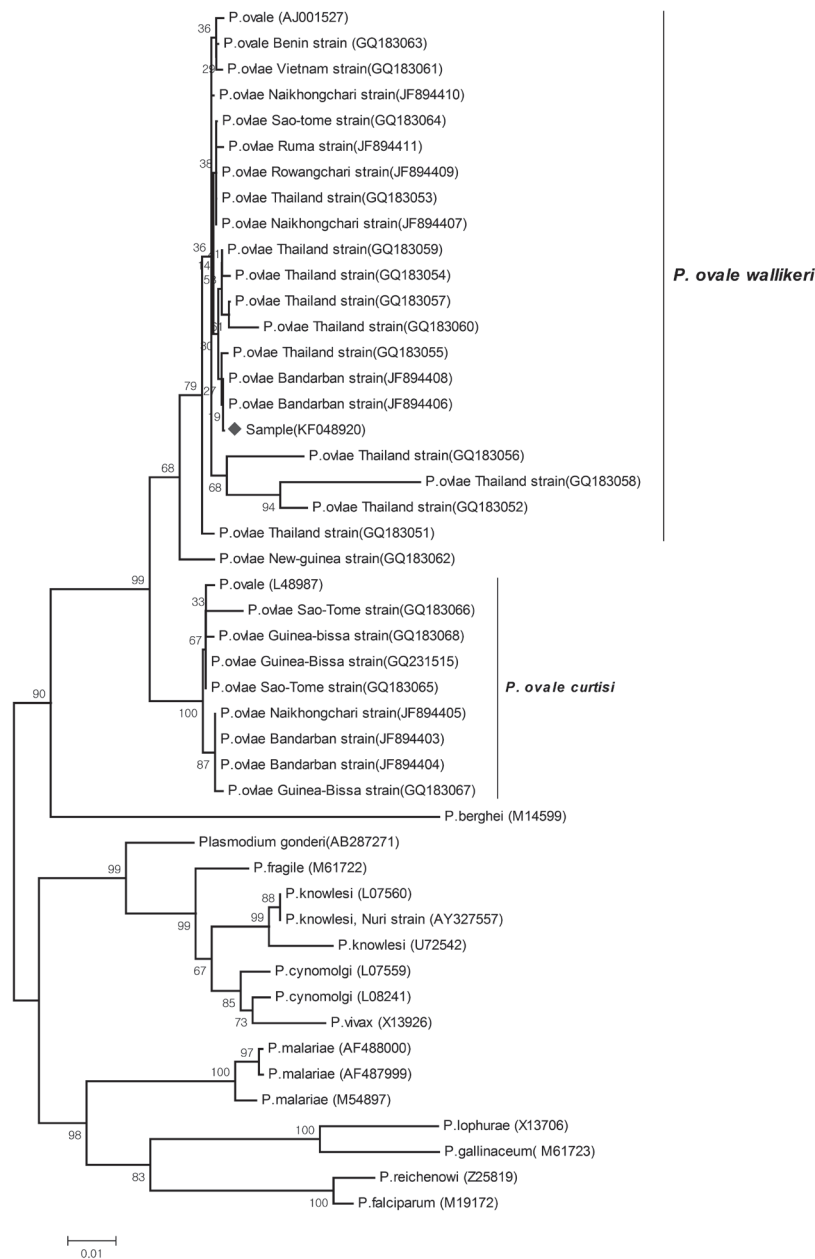 P.ovale (AJ001527)
P.ovale Benin strain (GQ183063)
P.ovlae Vietnam strain(GQ183061)
P.ovlae Naikhongchari strain(JF894410)
P.ovlae Sao-tome strain(GQ183064)
P.ovlae Ruma strain(JF894411)
P.ovlae Rowangchari strain(JF894409)
P.ovlae Thailand strain(GQ183053)
P.ovlae Naikhongchari strain(JF894407)
P.ovlae Thailand strain(GQ183059)
P.ovlae Thailand strain(GQ183054)
P.ovlae Thailand strain(GQ183057)
P.ovlae Thailand strain(GQ183060)
P.ovlae Thailand strain(GQ183055)
P.ovlae Bandarban strain(JF894408)
P.ovlae Bandarban strain(JF894406)
Sample(KF048920)
P.ovlae Thailand strain(GQ183056)
P.ovlae Thailand strain(GQ183058)
P.ovlae Thailand strain(GQ183052)
P.ovlae Thailand strain(GQ183051)
P. ovale wallikeri
P.ovlae New-guinea strain(GQ183062)
P.ovale (L48987)
P.ovlae Sao-Tome strain(GQ183066)
P.ovlae Guinea-bissa strain(GQ183068)
P.ovlae Guinea-Bissa strain(GQ231515)
P.ovlae Sao-Tome strain(GQ183065)
P.ovlae Naikhongchari strain(JF894405)
P.ovlae Bandarban strain(JF894403)
P.ovlae Bandarban strain(JF894404)
P.ovlae Guinea-Bissa strain(GQ183067)
P. ovale curtisi
P.berghei (M14599)
Plasmodium gonderi(AB287271)
P.fragile (M61722)
P.knowlesi (L07560)
P.knowlesi, Nuri strain (AY327557)
P.knowlesi (U72542)
P.cynomolgi (L07559)
P.cynomolgi (L08241)
P.vivax (X13926)
P.malariae (AF488000)
P.malariae (AF487999)
P.malariae (M54897)
P.lophurae (X13706)
P.gallinaceum( M61723)
P.reichenowi (Z25819)
P.falciparum (M19172)
36
29
38
36
14
61
30
27
19
68
94
79
68
99
33
67
100
87
90
99
99
88
99
67
85
73
97
100
98
100
83
100
0.01